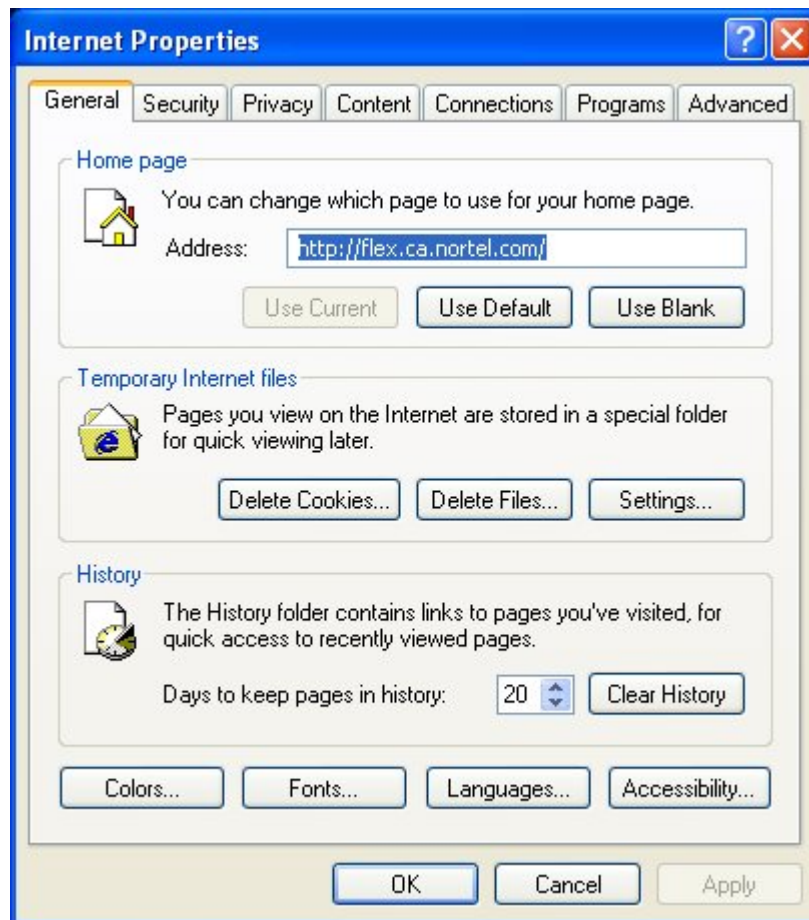 Internet Properties
General Security Privacy Content Connections Programs Advanced
Home page
You can change which page to use for your home page.
Address: http://flex.ca.nortel.com/
Use Current Use Default Use Blank
Temporary Internet files
Pages you view on the Internet are stored in a special folder
for quick viewing later.
Delete Cookies... Delete Files... Settings...
History
The History folder contains links to pages you've visited, for
quick access to recently viewed pages.
Days to keep pages in history: 20 Clear History
Colors... Fonts... Languages... Accessibility...
OK Cancel Apply